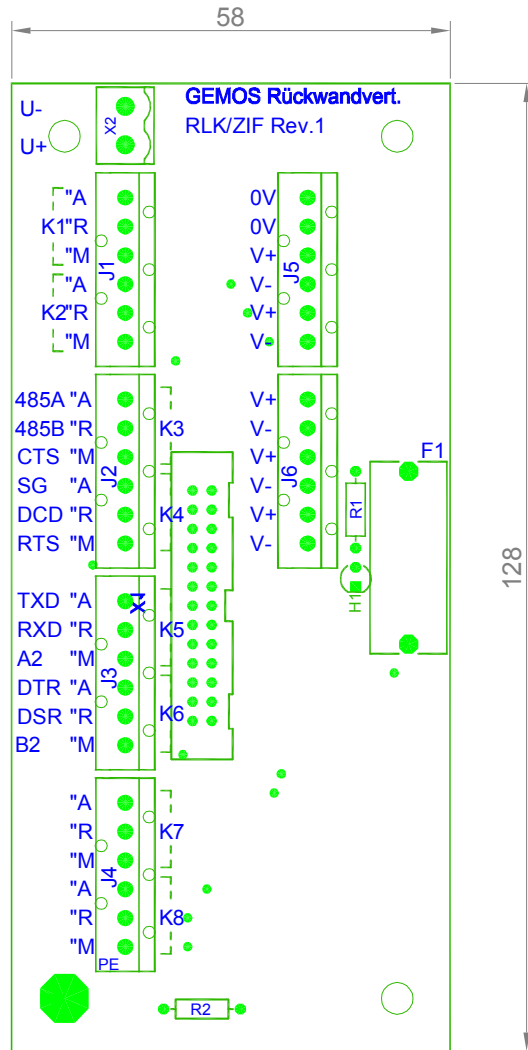 58
GEMOS Rückwandvert.
RLK/ZIF Rev.1
U-
U+
X2
"A
K1"R
"M
"A
K2"R
"M
J1
0V
0V
V+
V-
V+
V-
J5
485A "A
485B "R
CTS "M
SG "A
DCD "R
RTS "M
J2
K3
K4
V+
V-
V+
V-
V+
V-
J6
F1
R1
H1
128
TXD "A
RXD "R
A2 "M
DTR "A
DSR "R
B2 "M
J3
X1
K5
K6
"A
"R
"M
"A
"R
"M
J4
K7
K8
PE
R2